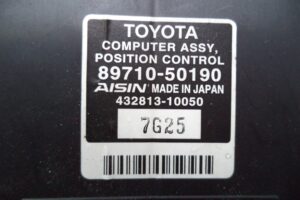 TOYOTA
COMPUTER ASSY,
POSITION CONTROL
89710-50190
AISIN MADE IN JAPAN
432813-10050
7G25